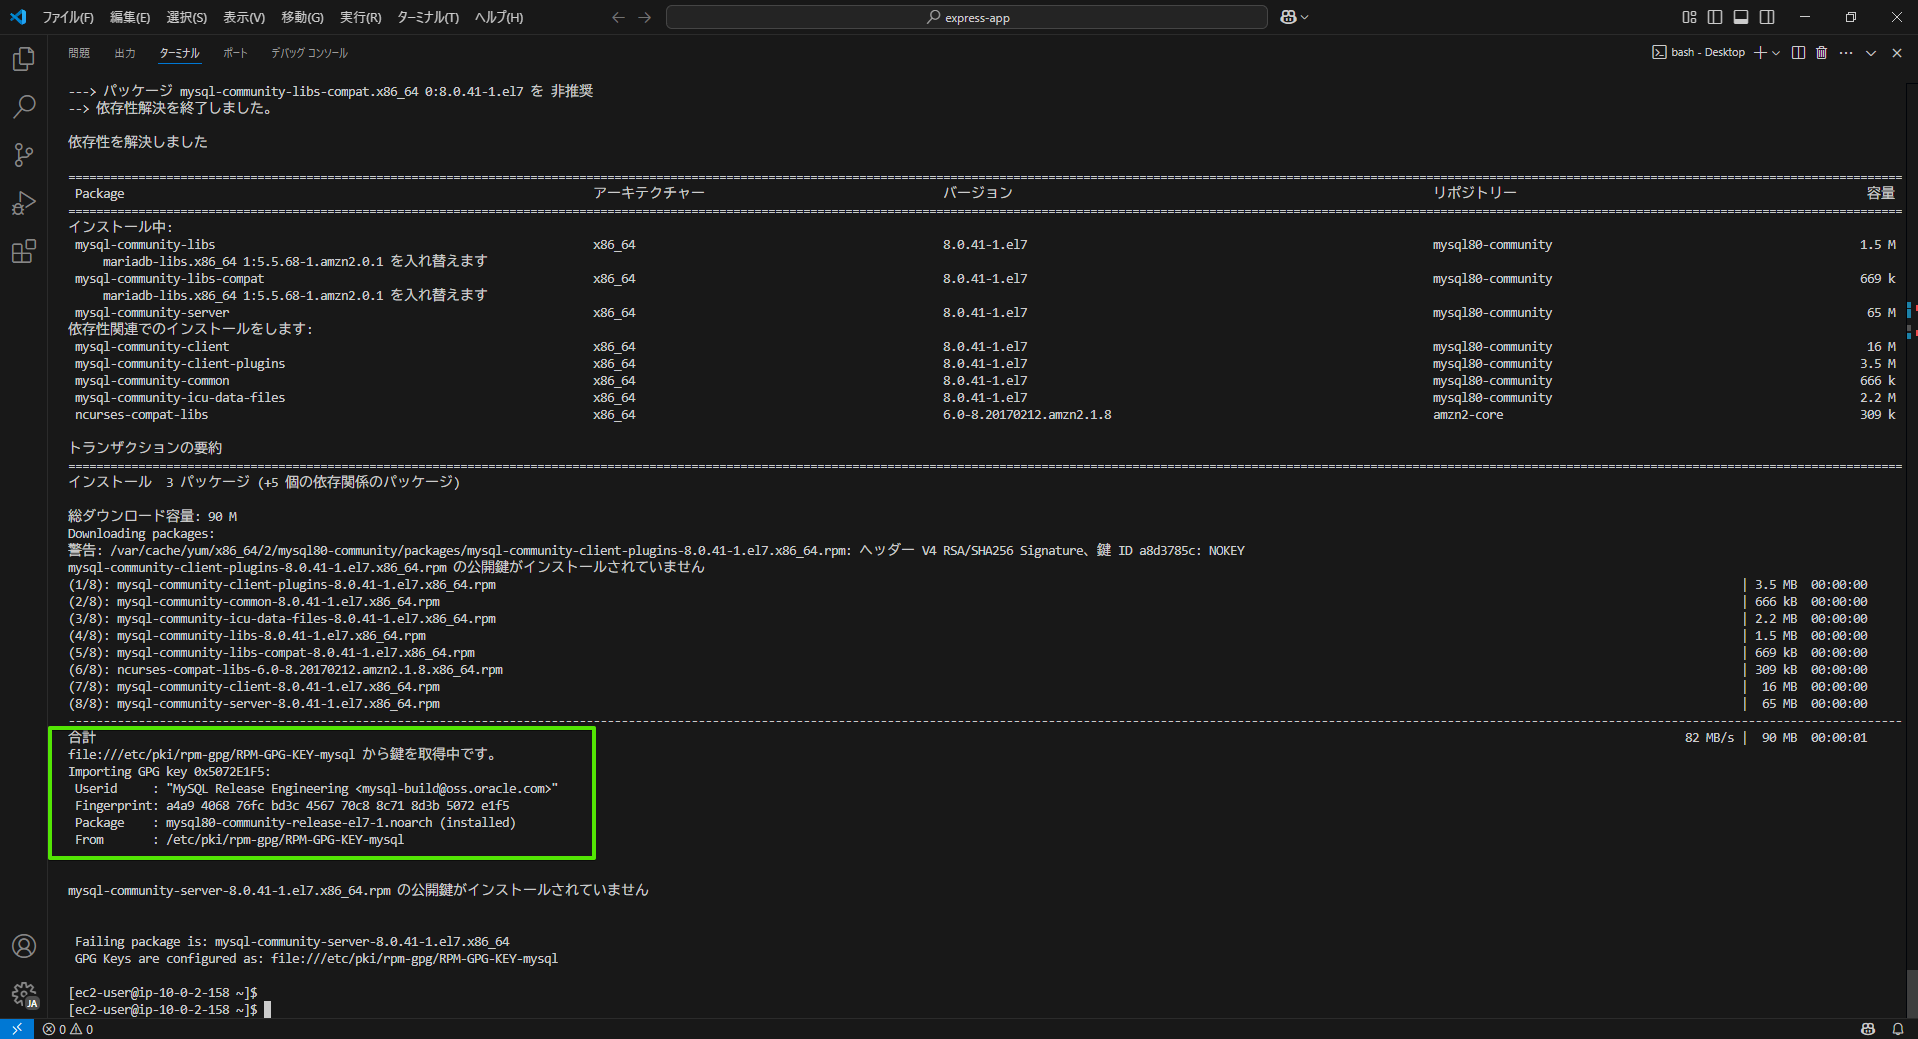 ファイル(F) 編集(E) 選択(S) 表示(V) 移動(G) 実行(R) ターミナル(T) ヘルプ(H)
express-app
問題 出力 ターミナル ポート デバッグ コンソール
bash - Desktop
---> パッケージ mysql-community-libs-compat.x86_64 0:8.0.41-1.el7 を 非推奨
--> 依存性解決を終了しました。
依存性を解決しました
================================================================================
Package アーキテクチャー バージョン リポジトリー 容量
================================================================================
インストール中:
mysql-community-libs x86_64 8.0.41-1.el7 mysql80-community 1.5 M
mariadb-libs.x86_64 1:5.5.68-1.amzn2.0.1 を入れ替えます
mysql-community-libs-compat x86_64 8.0.41-1.el7 mysql80-community 669 k
mariadb-libs.x86_64 1:5.5.68-1.amzn2.0.1 を入れ替えます
mysql-community-server x86_64 8.0.41-1.el7 mysql80-community 65 M
依存性関連でのインストールをします:
mysql-community-client x86_64 8.0.41-1.el7 mysql80-community 16 M
mysql-community-client-plugins x86_64 8.0.41-1.el7 mysql80-community 3.5 M
mysql-community-common x86_64 8.0.41-1.el7 mysql80-community 666 k
mysql-community-icu-data-files x86_64 8.0.41-1.el7 mysql80-community 2.2 M
ncurses-compat-libs x86_64 6.0-8.20170212.amzn2.1.8 amzn2-core 309 k
トランザクションの要約
================================================================================
インストール 3 パッケージ (+5 個の依存関係のパッケージ)
総ダウンロード容量: 90 M
Downloading packages:
警告: /var/cache/yum/x86_64/2/mysql80-community/packages/mysql-community-client-plugins-8.0.41-1.el7.x86_64.rpm: ヘッダー V4 RSA/SHA256 Signature、鍵 ID a8d3785c: NOKEY
mysql-community-client-plugins-8.0.41-1.el7.x86_64.rpm の公開鍵がインストールされていません
(1/8): mysql-community-client-plugins-8.0.41-1.el7.x86_64.rpm | 3.5 MB 00:00:00
(2/8): mysql-community-common-8.0.41-1.el7.x86_64.rpm | 666 kB 00:00:00
(3/8): mysql-community-icu-data-files-8.0.41-1.el7.x86_64.rpm | 2.2 MB 00:00:00
(4/8): mysql-community-libs-8.0.41-1.el7.x86_64.rpm | 1.5 MB 00:00:00
(5/8): mysql-community-libs-compat-8.0.41-1.el7.x86_64.rpm | 669 kB 00:00:00
(6/8): ncurses-compat-libs-6.0-8.20170212.amzn2.1.8.x86_64.rpm | 309 kB 00:00:00
(7/8): mysql-community-client-8.0.41-1.el7.x86_64.rpm | 16 MB 00:00:00
(8/8): mysql-community-server-8.0.41-1.el7.x86_64.rpm | 65 MB 00:00:00
--------------------------------------------------------------------------------
合計 82 MB/s | 90 MB 00:00:01
file:///etc/pki/rpm-gpg/RPM-GPG-KEY-mysql から鍵を取得中です。
Importing GPG key 0x5072E1F5:
Userid : "MySQL Release Engineering <mysql-build@oss.oracle.com>"
Fingerprint: a4a9 4068 76fc bd3c 4567 70c8 8c71 8d3b 5072 e1f5
Package : mysql80-community-release-el7-1.noarch (installed)
From : /etc/pki/rpm-gpg/RPM-GPG-KEY-mysql
mysql-community-server-8.0.41-1.el7.x86_64.rpm の公開鍵がインストールされていません
Failing package is: mysql-community-server-8.0.41-1.el7.x86_64
GPG Keys are configured as: file:///etc/pki/rpm-gpg/RPM-GPG-KEY-mysql
[ec2-user@ip-10-0-2-158 ~]$
[ec2-user@ip-10-0-2-158 ~]$
JA
0 0